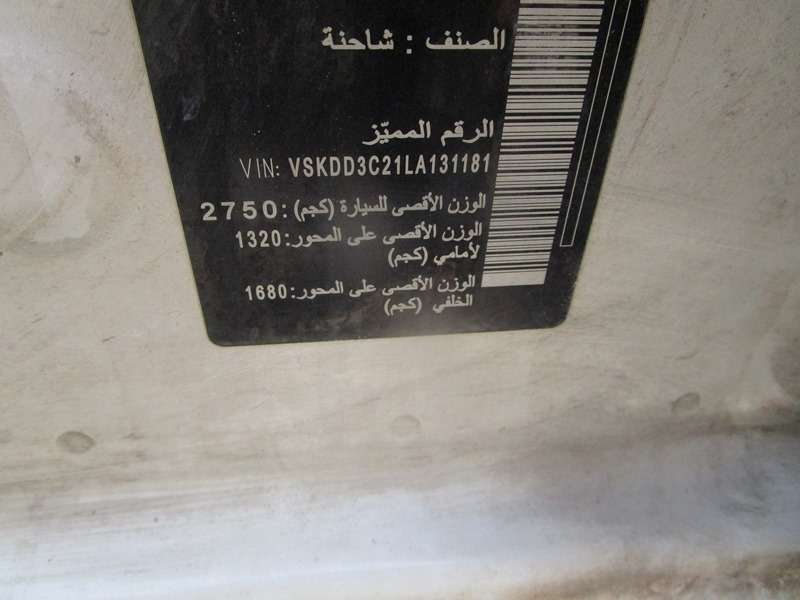 الصنف : شاحنة
الرقم المميّز
VIN: VSKDD3C21LA131181
الوزن الأقصى للسيارة (كجم): 2750
الوزن الأقصى على المحور: 1320
لأمامي (كجم)
الوزن الأقصى على المحور: 1680
الخلفي (كجم)